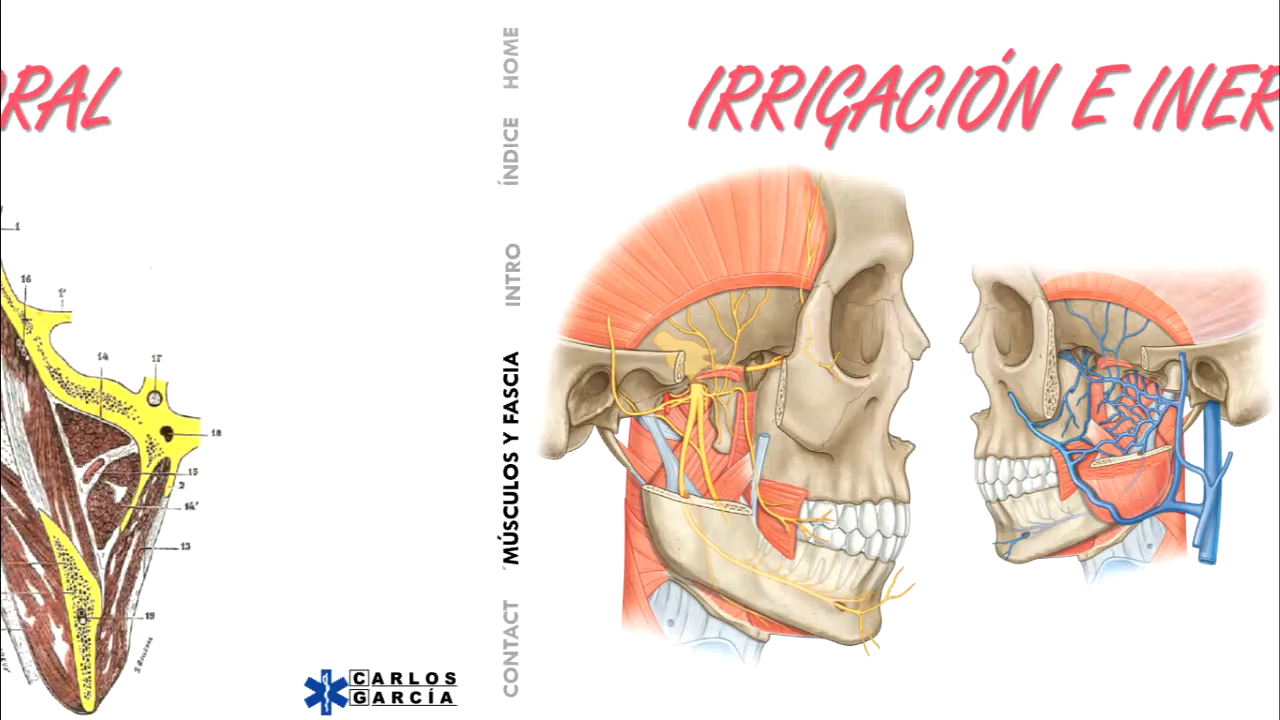 ORAL
IRRIGACIÓN E INER
HOME
ÍNDICE
INTRO
MÚSCULOS Y FASCIA
CONTACT
1
16
1'
14
17
18
15
2
14'
13
19
CARLOS
GARCÍA